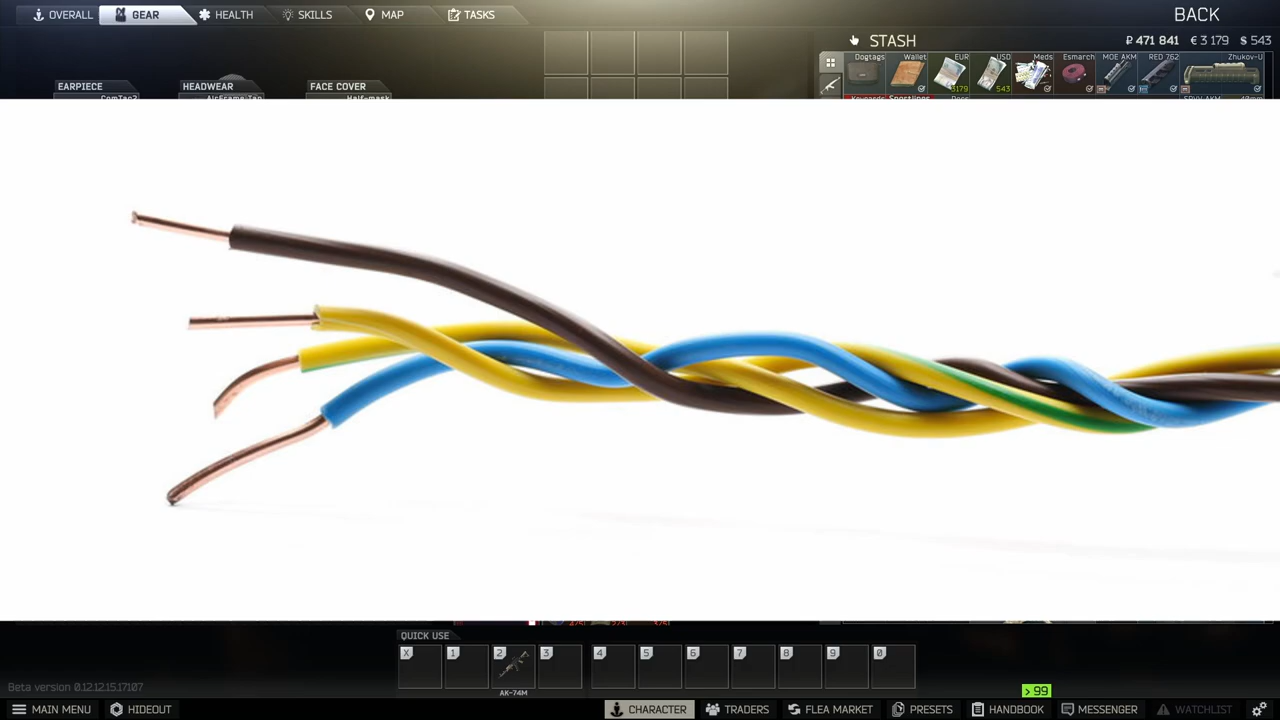 OVERALL
GEAR
HEALTH
SKILLS
MAP
TASKS
BACK
STASH
₽ 471 841 € 3 179 $ 543
EARPIECE
HEADWEAR
FACE COVER
Dogtags
Wallet
EUR
3179
USD
543
Meds
Esmarch
MOE AKM
RED 762
Zhukov-U
QUICK USE
X
1
2
3
4
5
6
7
8
9
0
AK-74M
Beta version 0.12.12.15.17107
> 99
MAIN MENU
HIDEOUT
CHARACTER
TRADERS
FLEA MARKET
PRESETS
HANDBOOK
MESSENGER
WATCHLIST